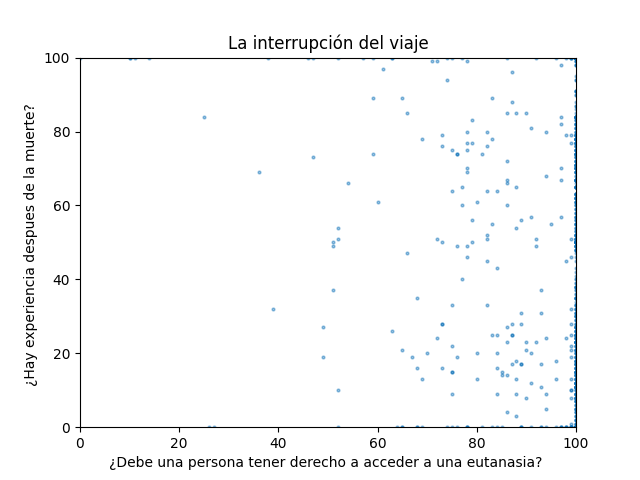 La interrupción del viaje
100
80
60
40
20
0
¿Hay experiencia despues de la muerte?
0 20 40 60 80 100
¿Debe una persona tener derecho a acceder a una eutanasia?